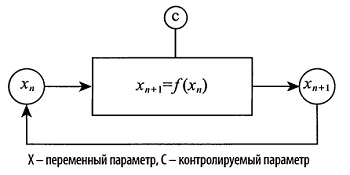 c
xₙ
xₙ₊₁=f(xₙ)
xₙ₊₁
X – переменный параметр, С – контролируемый параметр